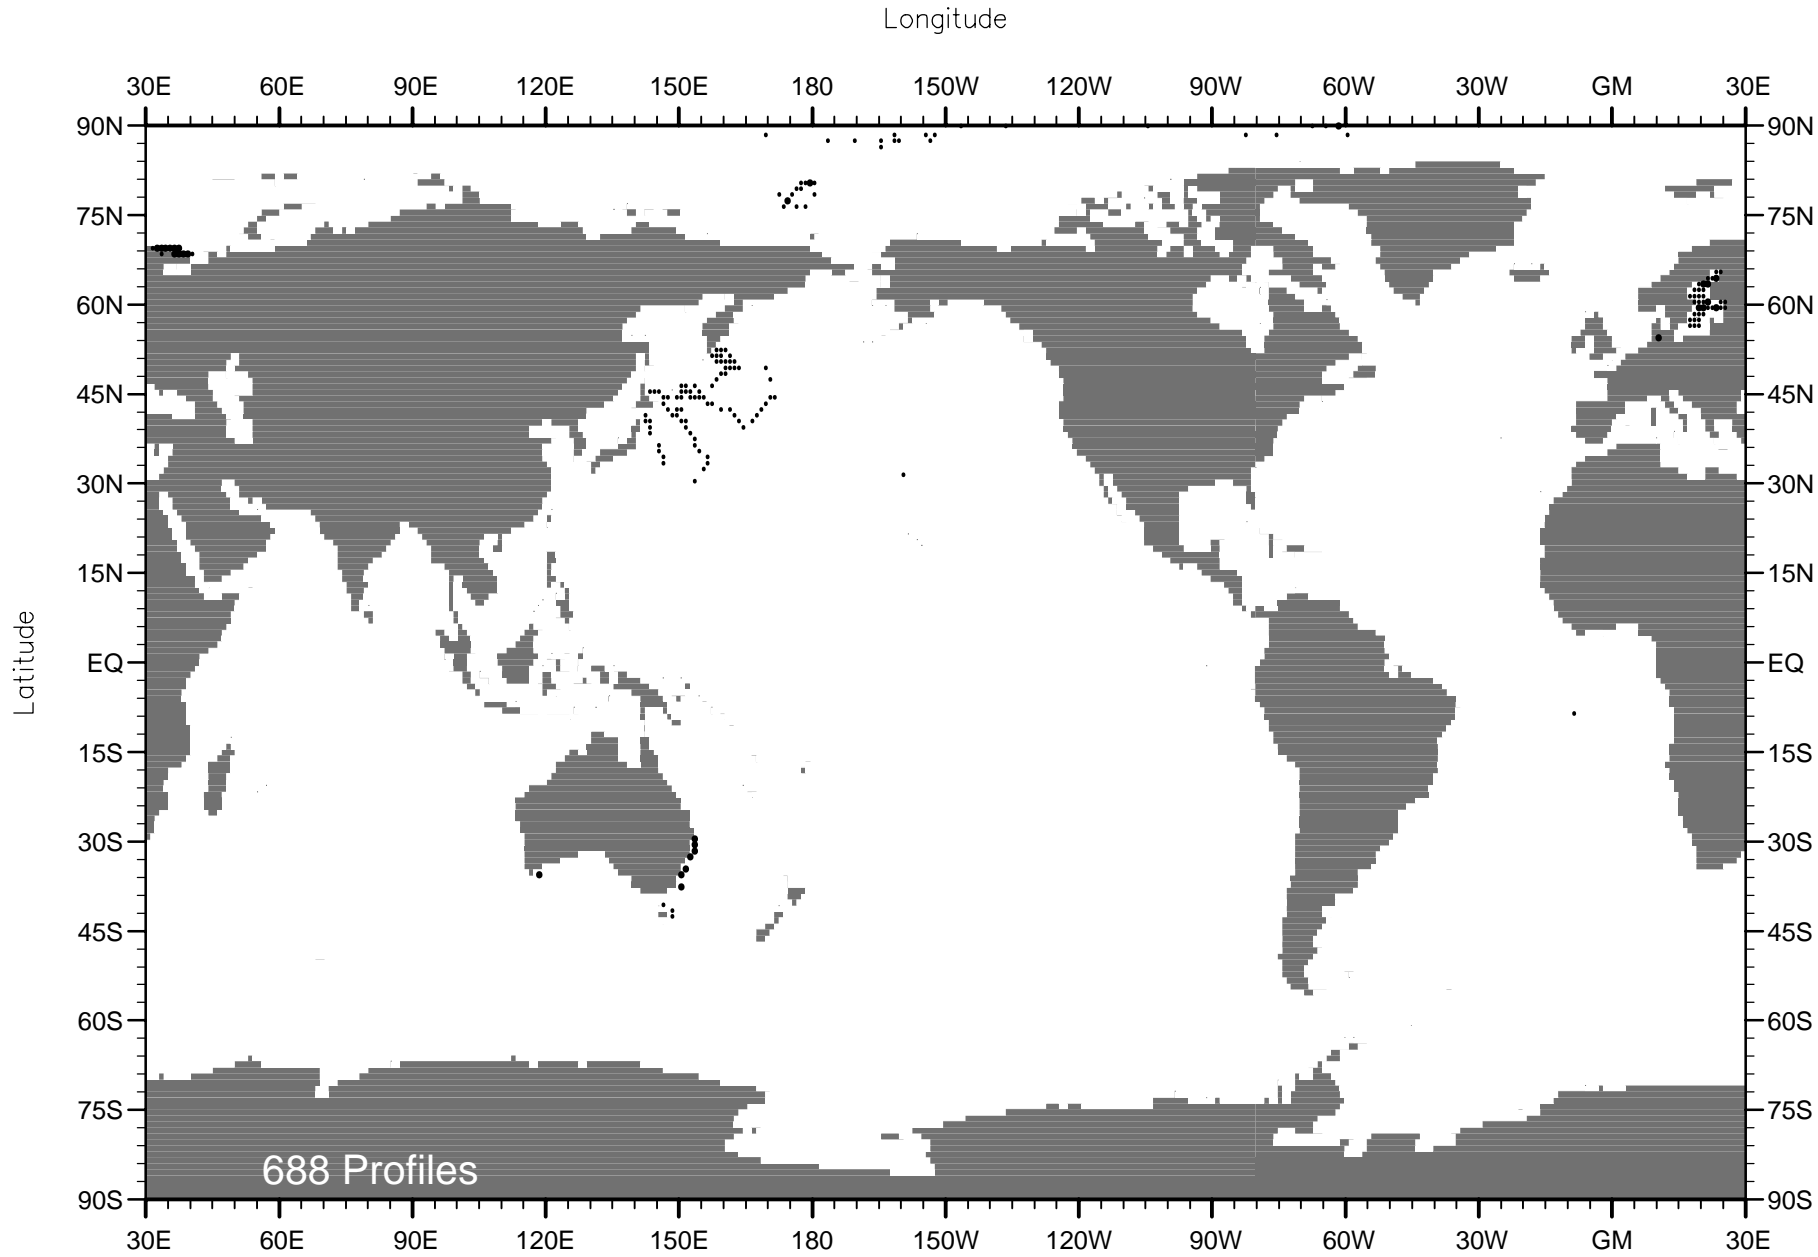 Longitude
30E 60E 90E 120E 150E 180 150W 120W 90W 60W 30W GM 30E
90N 90N
75N 75N
60N 60N
45N 45N
30N 30N
15N 15N
Latitude
EQ EQ
15S 15S
30S 30S
45S 45S
60S 60S
75S 75S
688 Profiles
90S 90S
30E 60E 90E 120E 150E 180 150W 120W 90W 60W 30W GM 30E